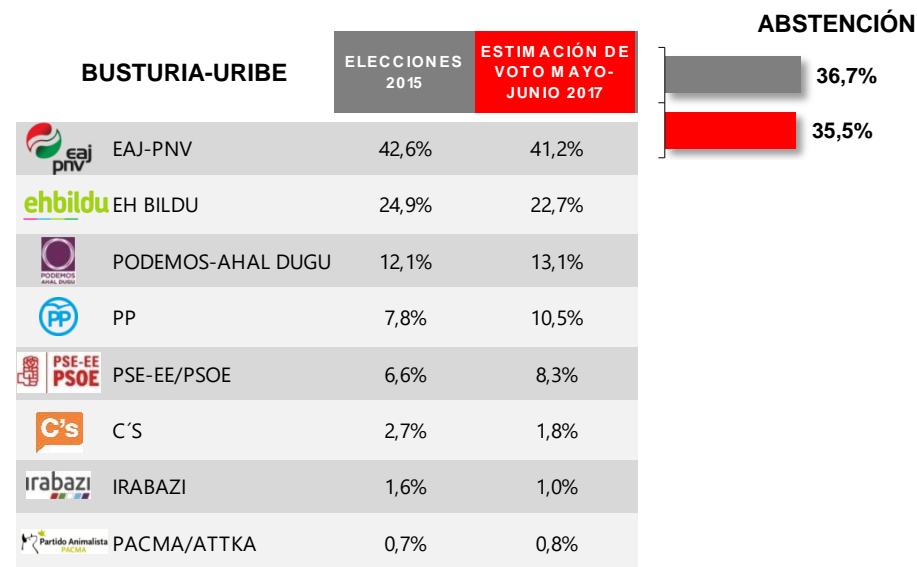 ABSTENCIÓN
BUSTURIA-URIBE
ELECCIONES
2015
ESTIMACIÓN DE
VOTO MAYO-
JUNIO 2017
36,7%
35,5%
eaj
pnv
EAJ-PNV 42,6% 41,2%
ehbildu
EH BILDU 24,9% 22,7%
PODEMOS
AHAL DUGU
PODEMOS-AHAL DUGU 12,1% 13,1%
PP
PP 7,8% 10,5%
PSE-EE
PSOE
PSE-EE/PSOE 6,6% 8,3%
C's
C´S 2,7% 1,8%
ırabazı
IRABAZI 1,6% 1,0%
Partido Animalista
PACMA
PACMA/ATTKA 0,7% 0,8%